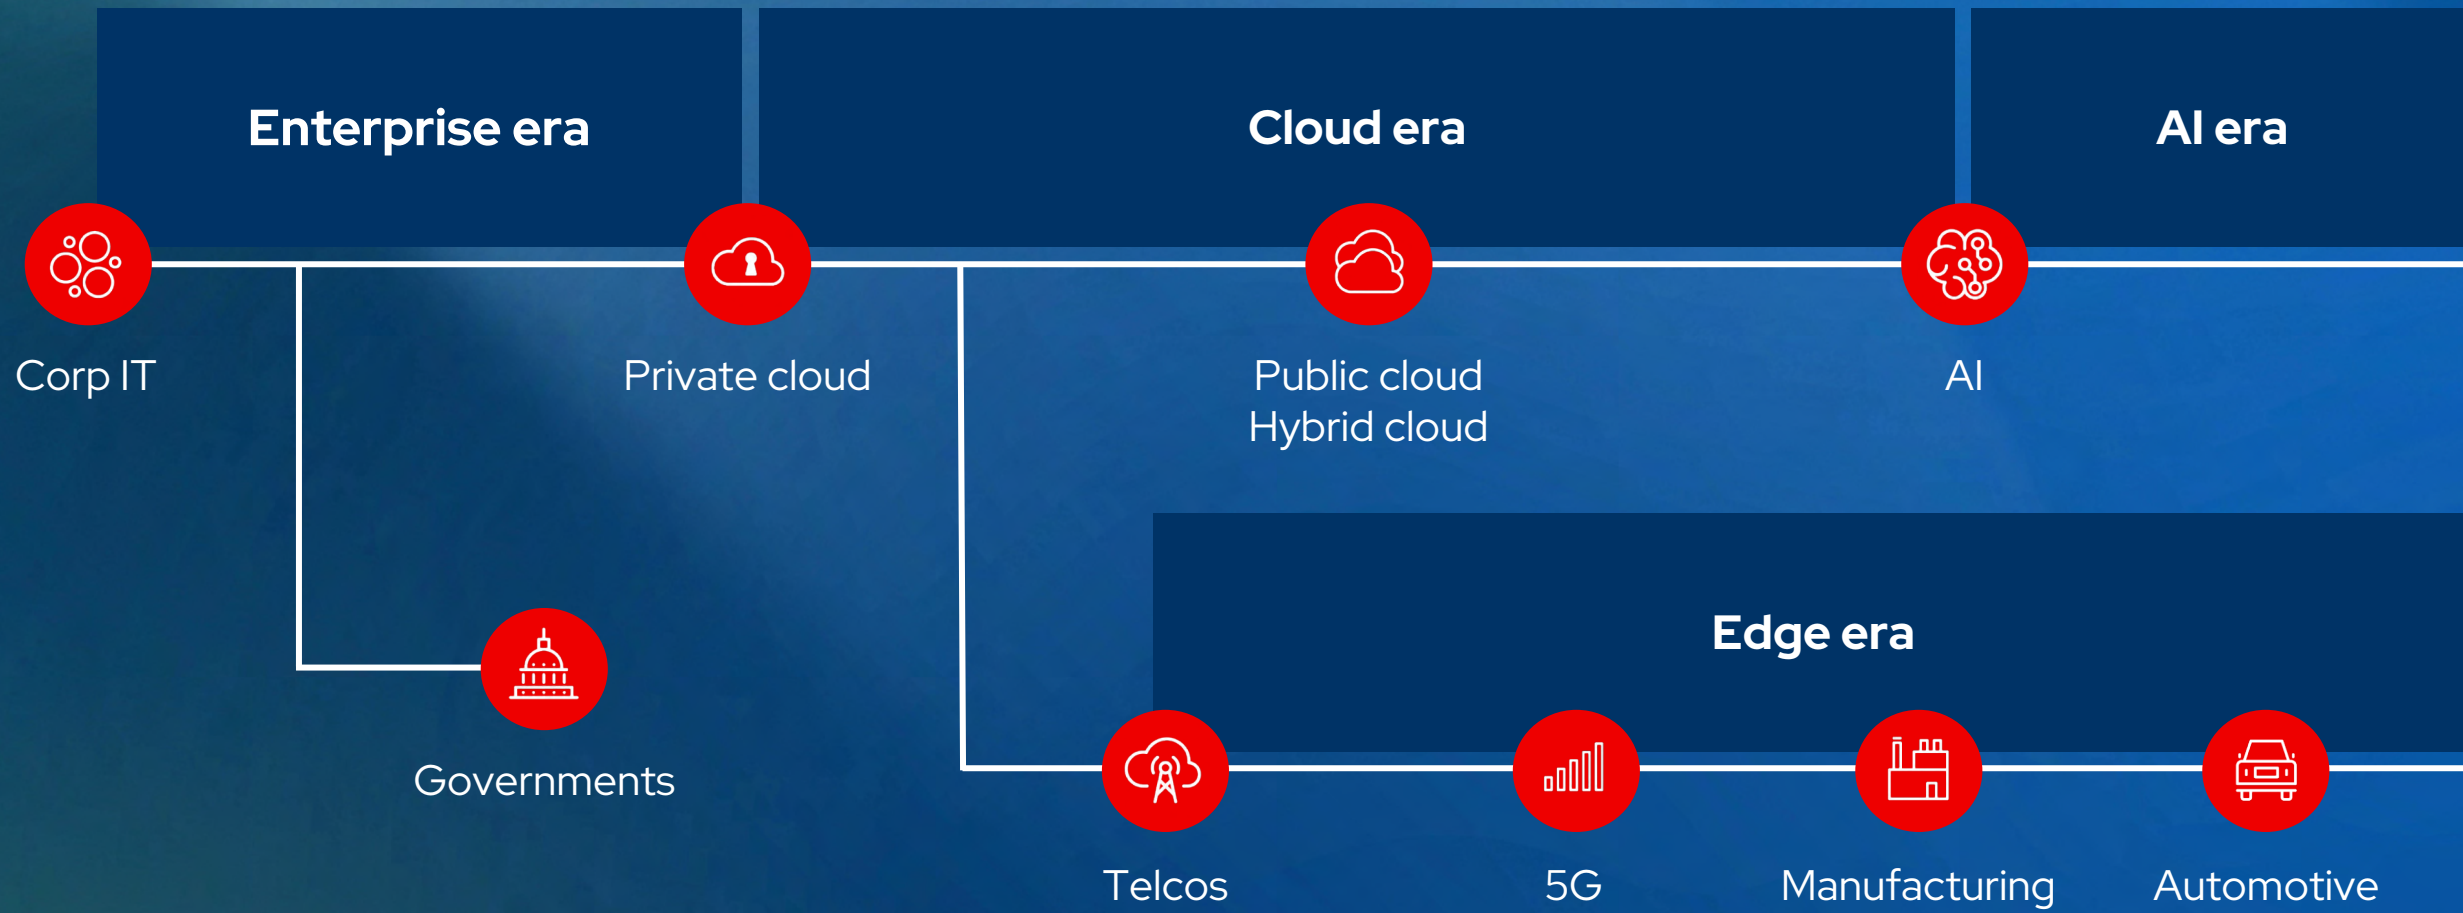 Enterprise era
Cloud era
AI era
Corp IT
Private cloud
Public cloud
Hybrid cloud
AI
Edge era
Governments
Telcos
5G
Manufacturing
Automotive